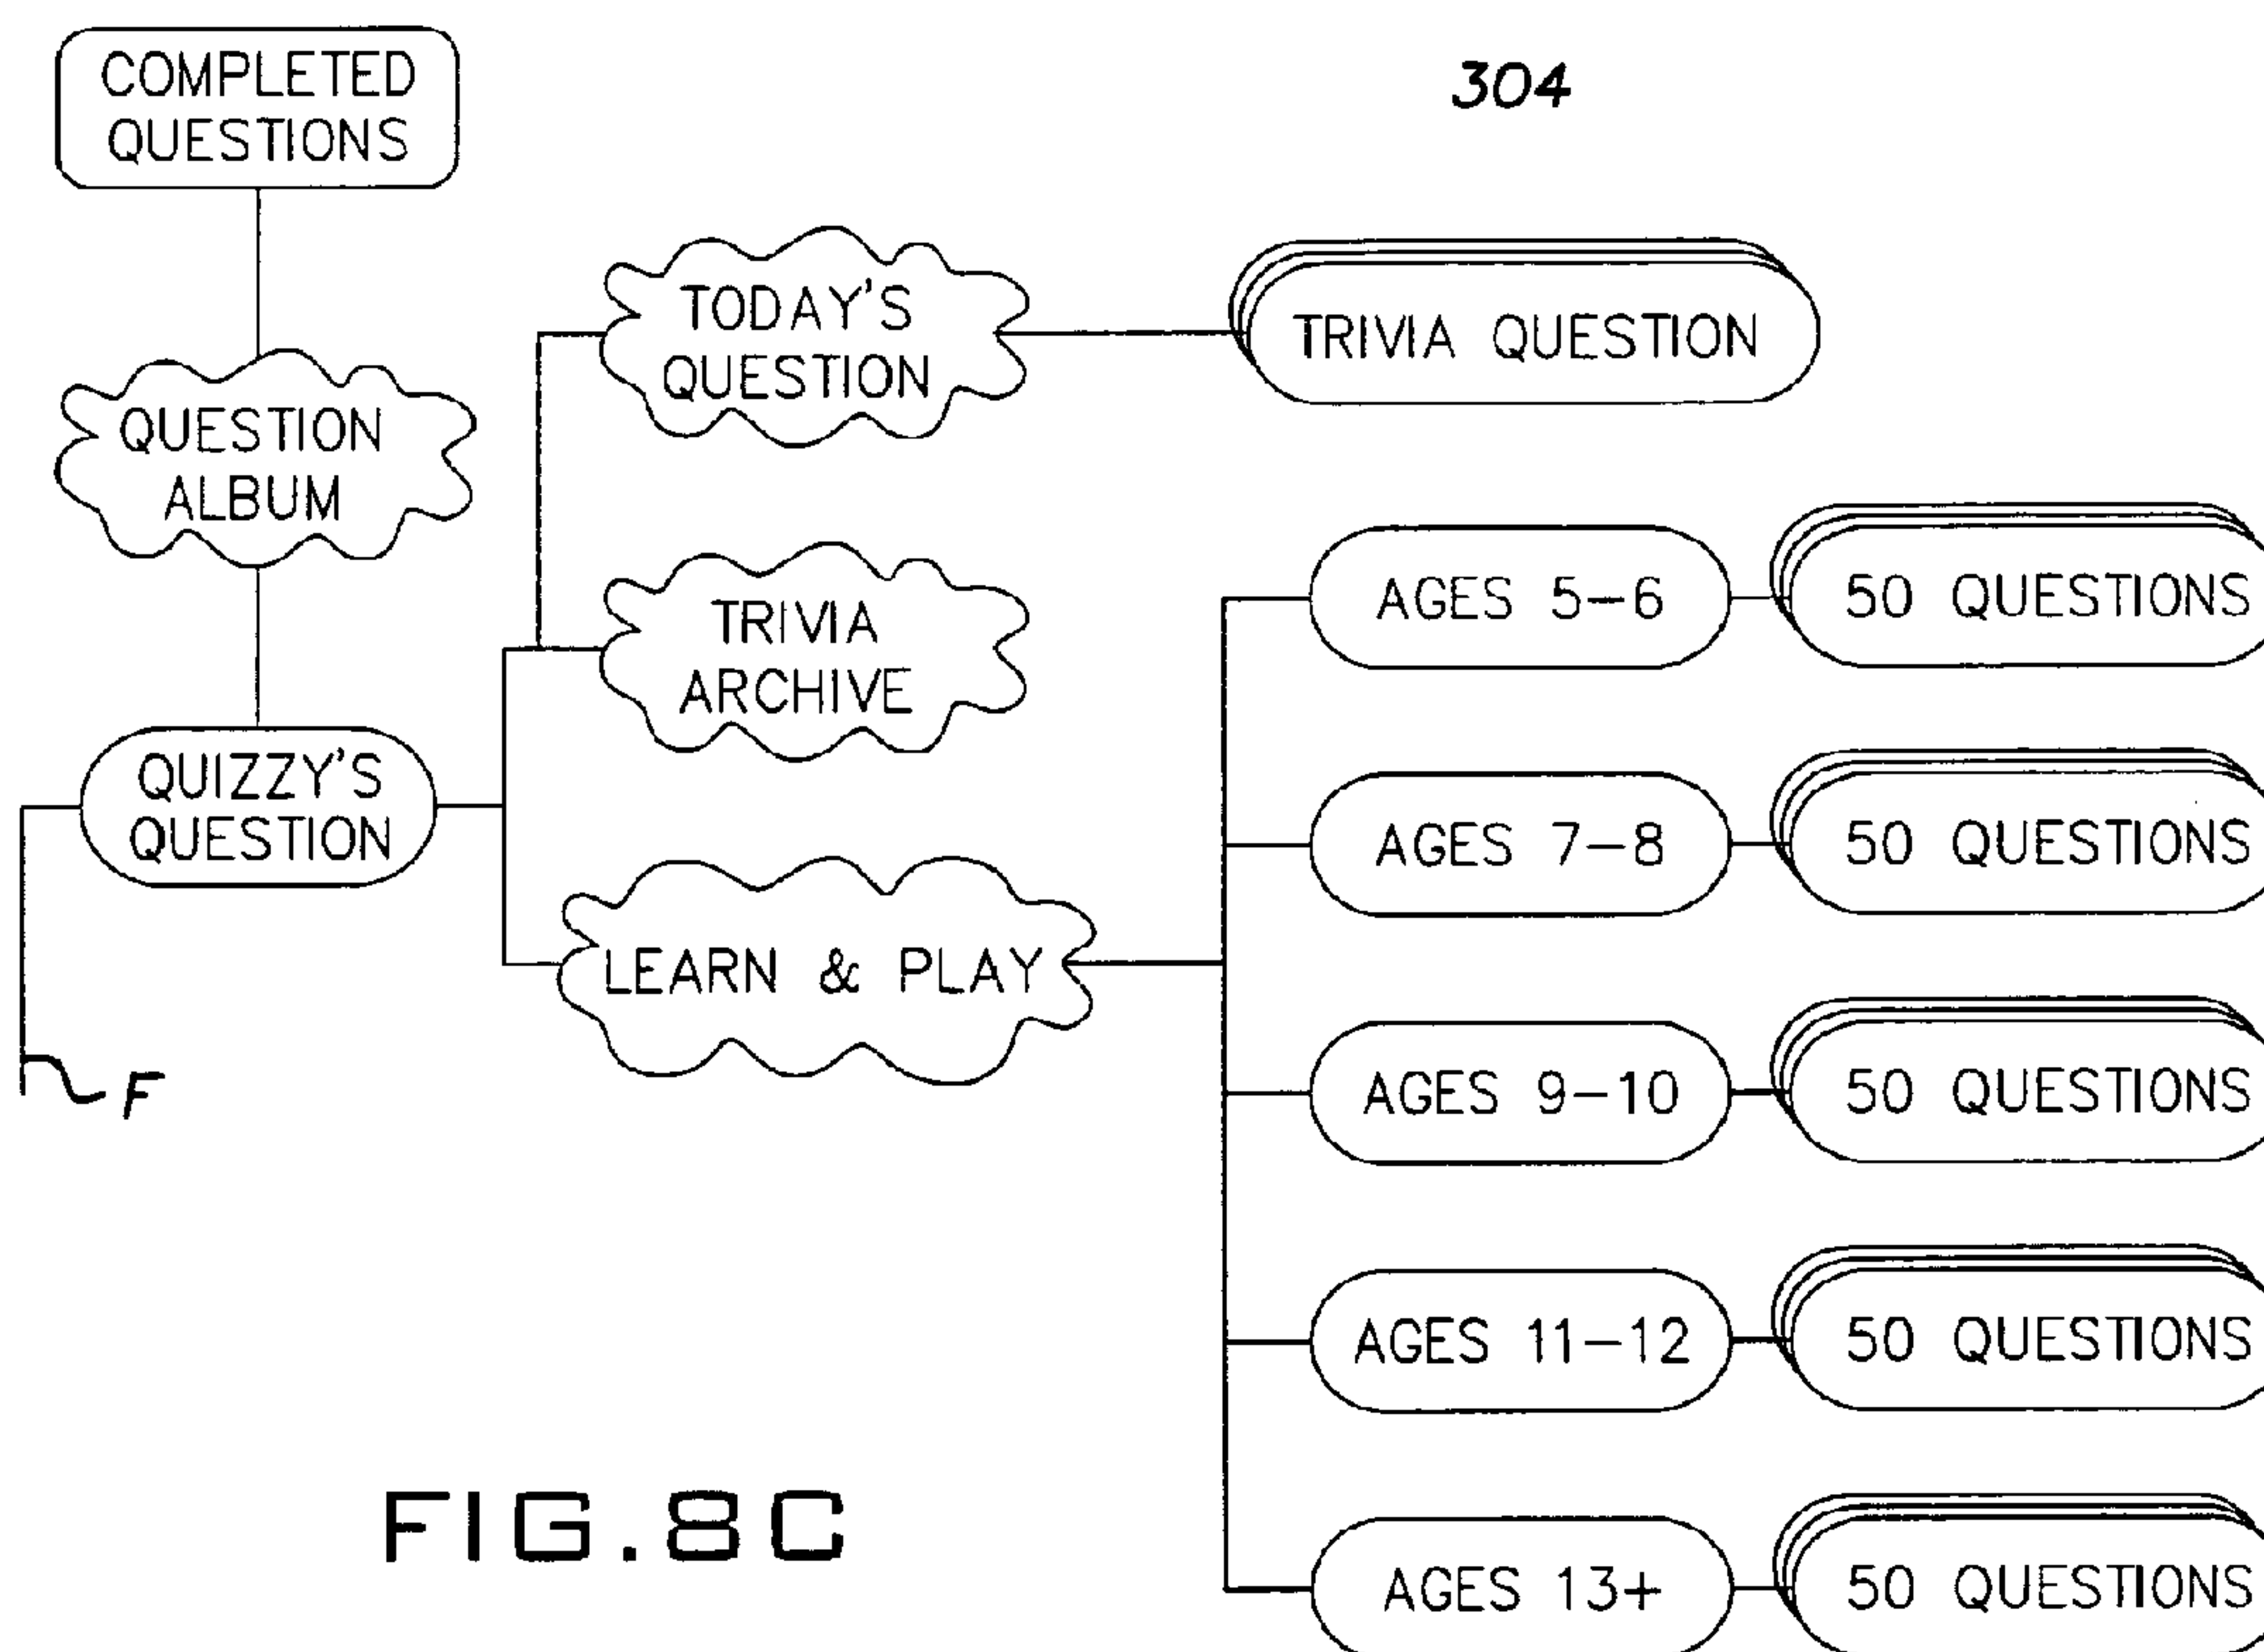 COMPLETED
QUESTIONS
304
TODAY'S
QUESTION
TRIVIA QUESTION
QUESTION
ALBUM
TRIVIA
ARCHIVE
AGES 5-6
50 QUESTIONS
QUIZZY'S
QUESTION
AGES 7-8
50 QUESTIONS
LEARN & PLAY
F
AGES 9-10
50 QUESTIONS
AGES 11-12
50 QUESTIONS
AGES 13+
50 QUESTIONS
FIG.8C